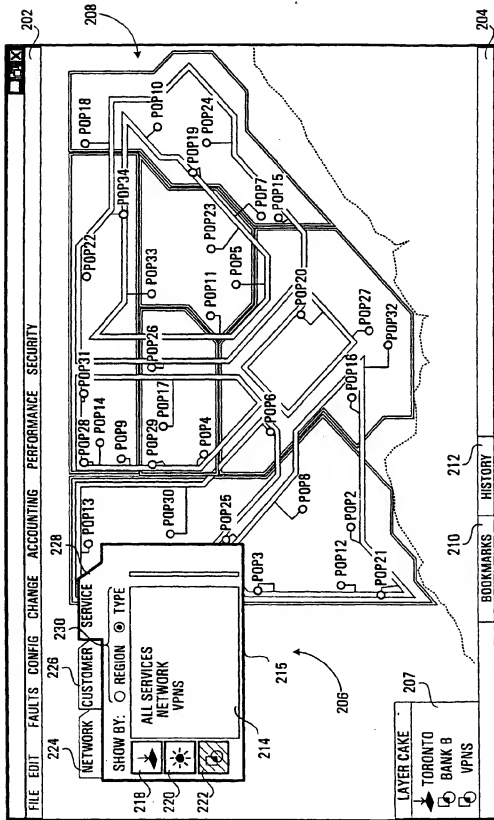 202
FILE EDIT FAULTS CONFIG CHANGE ACCOUNTING PERFORMANCE SECURITY
208
224
226
228
230
NETWORK CUSTOMER SERVICE
SHOW BY: REGION TYPE
ALL SERVICES
NETWORK
VPNS
218
220
222
214
215
206
POP13
POP28
POP14
POP9
POP31
POP22
POP18
POP34
POP10
POP30
POP29
POP17
POP26
POP33
POP19
POP24
POP4
POP11
POP23
POP5
POP7
POP15
POP25
POP6
POP20
POP3
POP8
POP12
POP2
POP16
POP27
POP32
POP21
LAYER CAKE
TORONTO
BANK B
VPNS
207
BOOKMARKS HISTORY
210
212
204